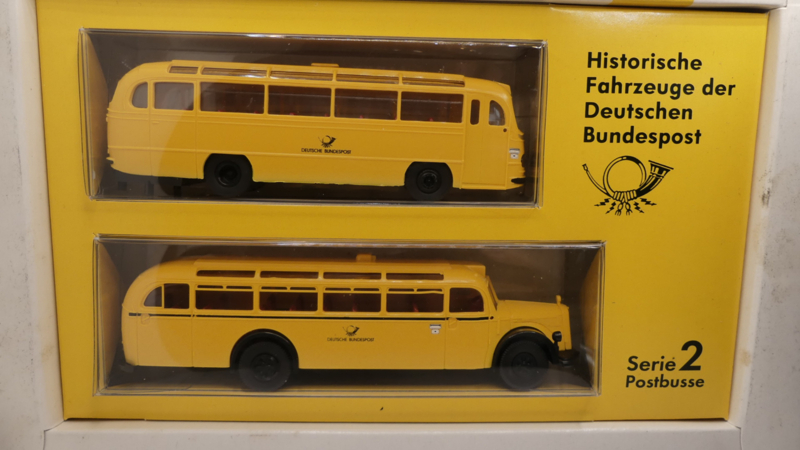 Historische
Fahrzeuge der
Deutschen
Bundespost
DEUTSCHE BUNDESPOST
DEUTSCHE BUNDESPOST
Serie 2
Postbusse